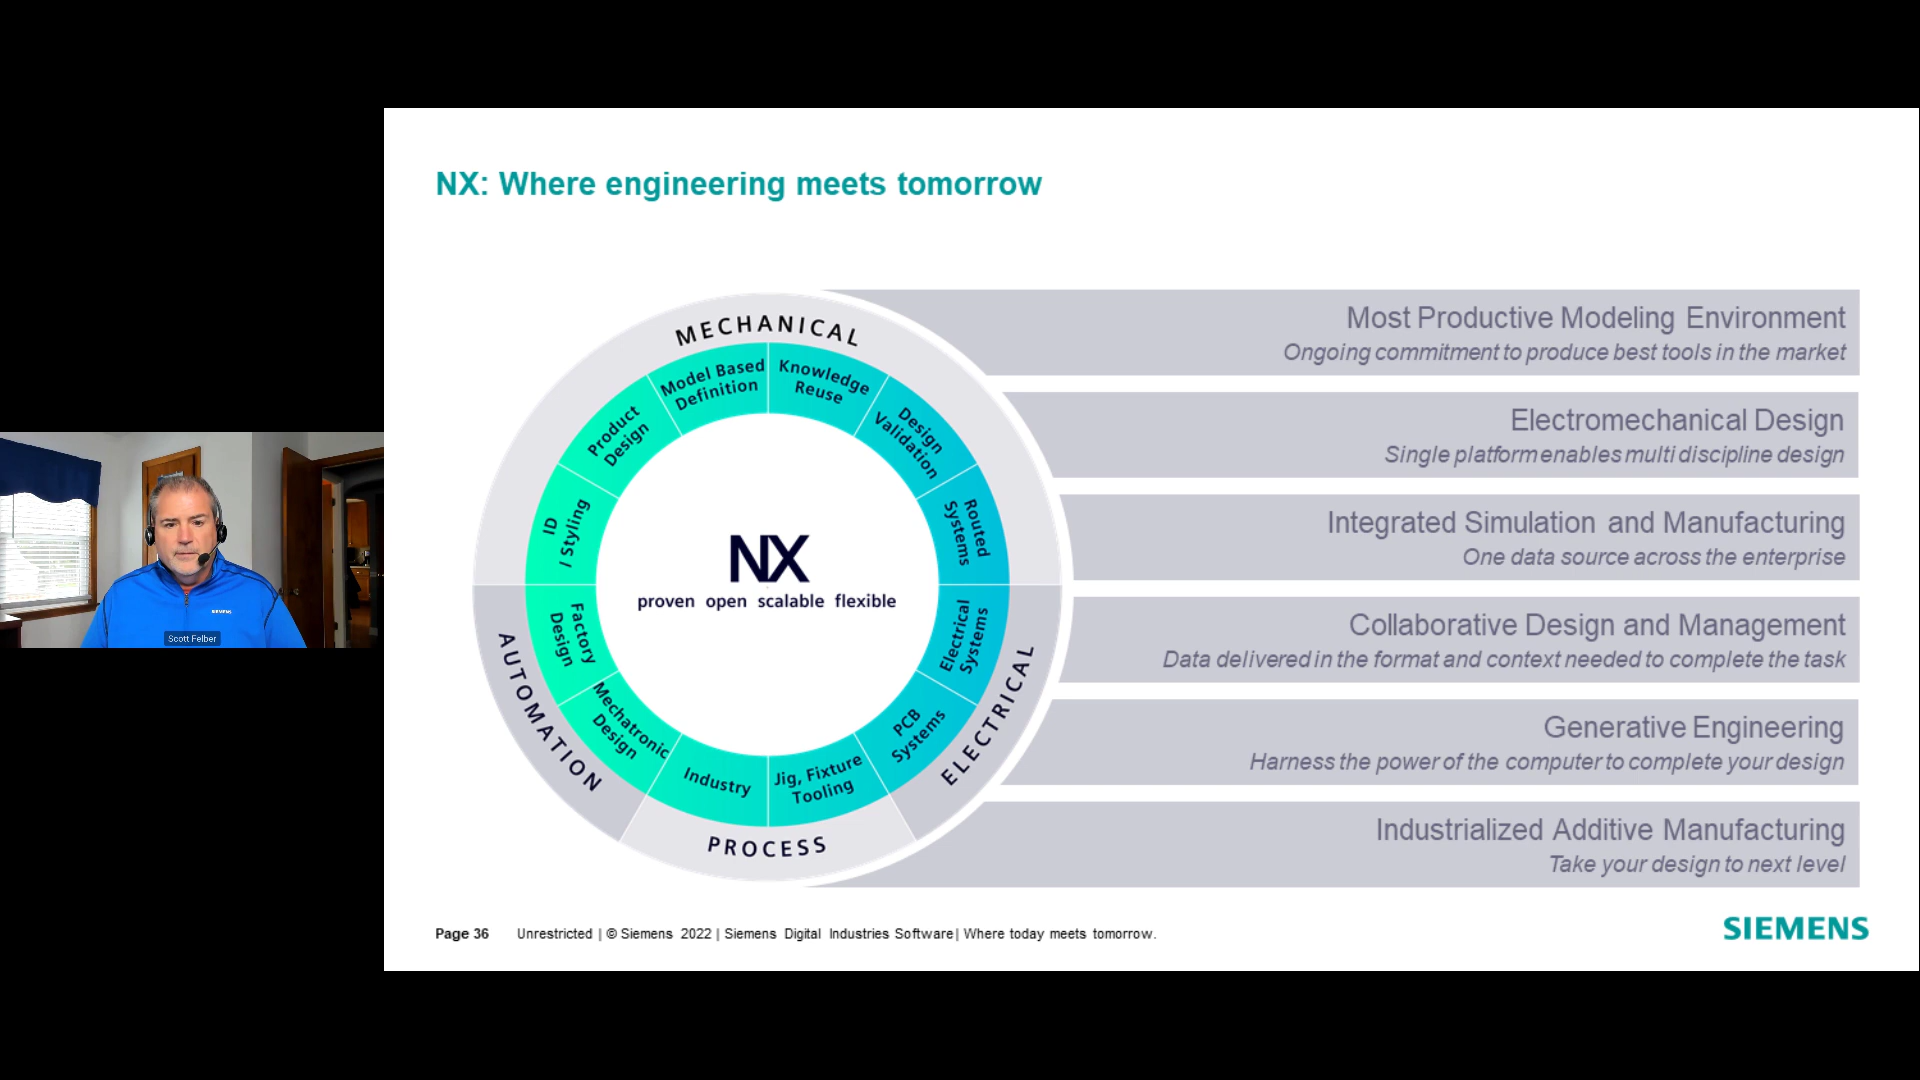 NX: Where engineering meets tomorrow
MECHANICAL
Model Based
Definition
Knowledge
Reuse
Design
Validation
Routed
Systems
Electrical
Systems
PCB
Systems
ELECTRICAL
Jig, Fixture
Tooling
Industry
PROCESS
Mechatronic
Design
Factory
Design
AUTOMATION
ID
/ Styling
Product
Design
NX
proven open scalable flexible
Most Productive Modeling Environment
Ongoing commitment to produce best tools in the market
Electromechanical Design
Single platform enables multi discipline design
Integrated Simulation and Manufacturing
One data source across the enterprise
Collaborative Design and Management
Data delivered in the format and context needed to complete the task
Generative Engineering
Harness the power of the computer to complete your design
Industrialized Additive Manufacturing
Take your design to next level
SIEMENS
Scott Felber
Page 36 Unrestricted | © Siemens 2022 | Siemens Digital Industries Software | Where today meets tomorrow.
SIEMENS